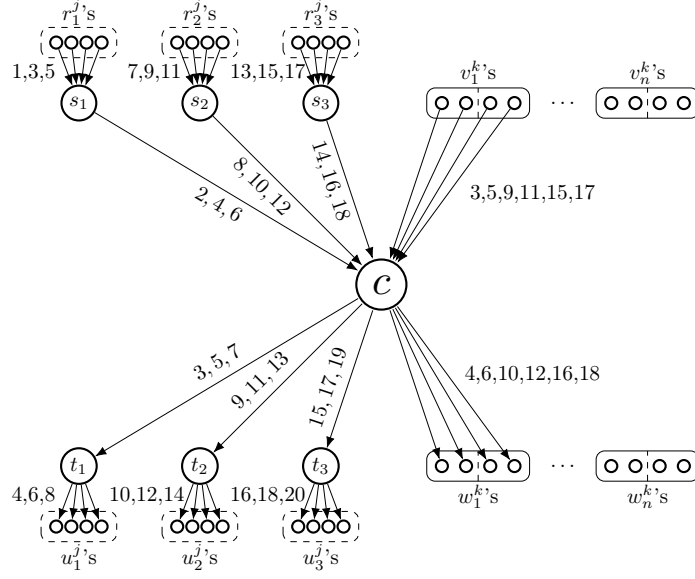 r_1^j's r_2^j's r_3^j's
1,3,5 7,9,11 13,15,17 v_1^k's v_n^k's
s_1 s_2 s_3 ...
2, 4, 6 8, 10, 12 14, 16, 18 3,5,9,11,15,17
c
3, 5, 7 9, 11, 13 15, 17, 19 4,6,10,12,16,18
t_1 t_2 t_3 ...
4,6,8 10,12,14 16,18,20 w_1^k's w_n^k's
u_1^j's u_2^j's u_3^j's